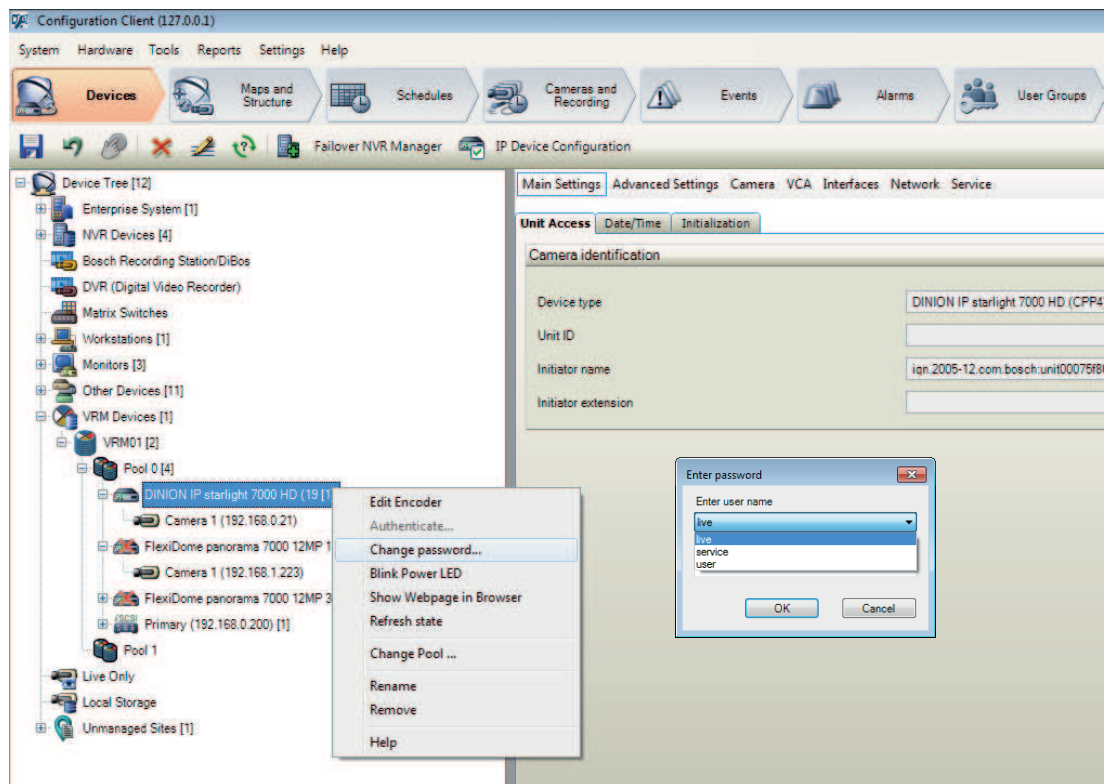 Configuration Client (127.0.0.1)
System Hardware Tools Reports Settings Help
Devices
Maps and
Structure
Schedules
Cameras and
Recording
Events
Alarms
User Groups
Failover NVR Manager IP Device Configuration
Device Tree [12]
Enterprise System [1]
NVR Devices [4]
Bosch Recording Station/DiBos
DVR (Digital Video Recorder)
Matrix Switches
Workstations [1]
Monitors [3]
Other Devices [11]
VRM Devices [1]
VRM01 [2]
Pool 0 [4]
DINION IP starlight 7000 HD (19 [1]
Camera 1 (192.168.0.21)
FlexiDome panorama 7000 12MP 1
Camera 1 (192.168.1.223)
FlexiDome panorama 7000 12MP 3
Primary (192.168.0.200) [1]
Pool 1
Live Only
Local Storage
Unmanaged Sites [1]
Edit Encoder
Authenticate...
Change password...
Blink Power LED
Show Webpage in Browser
Refresh state
Change Pool ...
Rename
Remove
Help
Main Settings Advanced Settings Camera VCA Interfaces Network Service
Unit Access Date/Time Initialization
Camera identification
Device type DINION IP starlight 7000 HD (CPP4
Unit ID
Initiator name iqn.2005-12.com.bosch:unit00075f8
Initiator extension
Enter password
Enter user name
live
live
service
user
OK Cancel